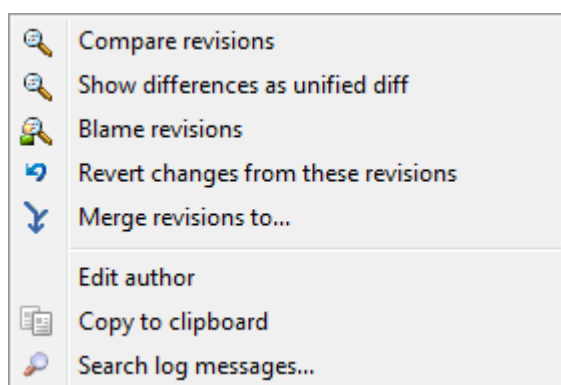 Compare revisions
Show differences as unified diff
Blame revisions
Revert changes from these revisions
Merge revisions to...
Edit author
Copy to clipboard
Search log messages...